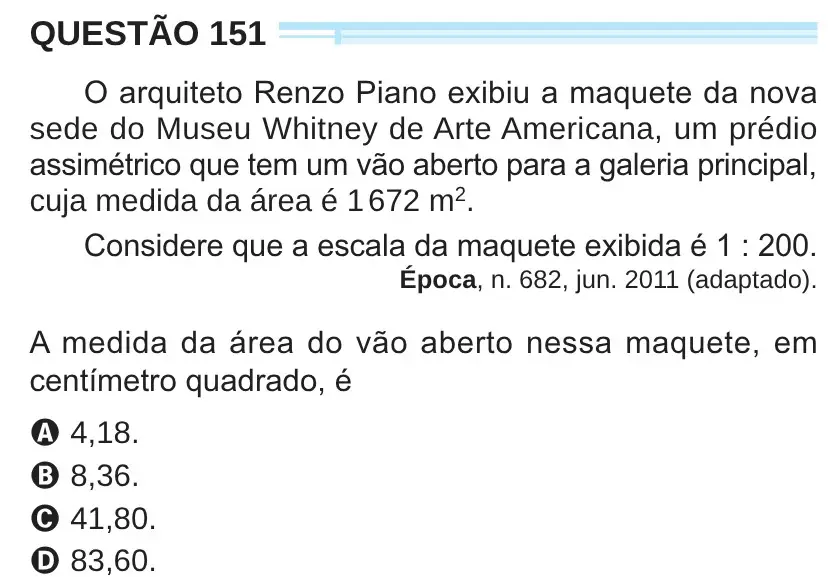 QUESTÃO 151
O arquiteto Renzo Piano exibiu a maquete da nova
sede do Museu Whitney de Arte Americana, um prédio
assimétrico que tem um vão aberto para a galeria principal,
cuja medida da área é 1 672 m².
Considere que a escala da maquete exibida é 1 : 200.
Época, n. 682, jun. 2011 (adaptado).
A medida da área do vão aberto nessa maquete, em
centímetro quadrado, é
A 4,18.
B 8,36.
C 41,80.
D 83,60.